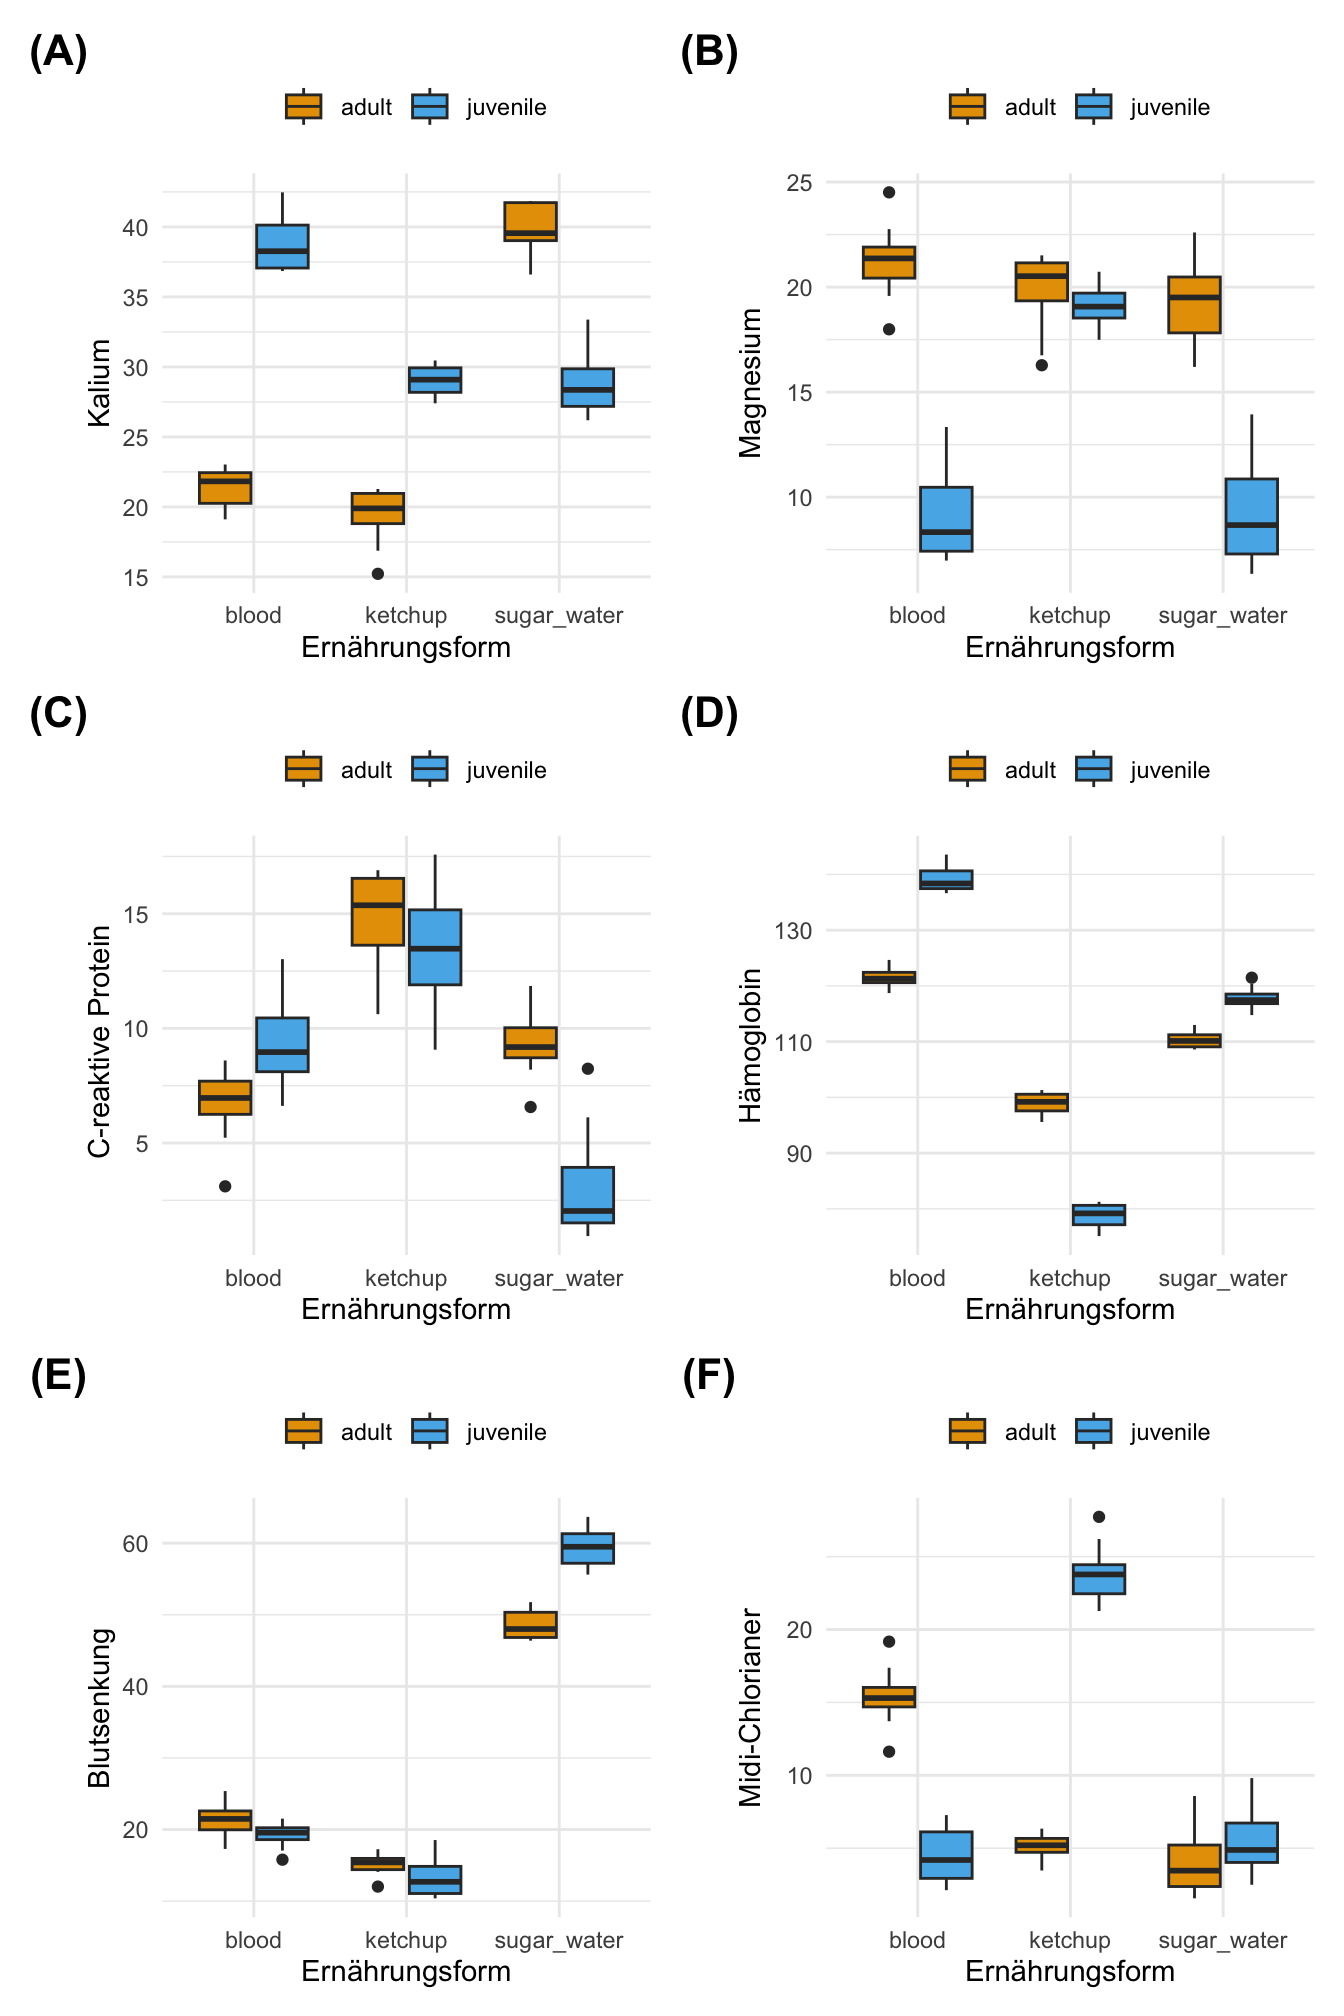 (A)
adult juvenile
Kalium
40
35
30
25
20
15
blood ketchup sugar_water
Ernährungsform
(B)
adult juvenile
Magnesium
25
20
15
10
blood ketchup sugar_water
Ernährungsform
(C)
adult juvenile
C-reaktive Protein
15
10
5
blood ketchup sugar_water
Ernährungsform
(D)
adult juvenile
Hämoglobin
130
110
90
blood ketchup sugar_water
Ernährungsform
(E)
adult juvenile
Blutsenkung
60
40
20
blood ketchup sugar_water
Ernährungsform
(F)
adult juvenile
Midi-Chlorianer
20
10
blood ketchup sugar_water
Ernährungsform